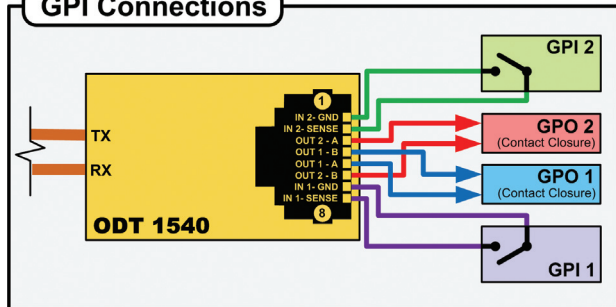 GPI Connections
TX
RX
ODT 1540
1
IN 2- GND
IN 2- SENSE
OUT 2 - A
OUT 1 - B
OUT 1 - A
OUT 2 - B
IN 1- GND
IN 1- SENSE
8
GPI 2
GPO 2
(Contact Closure)
GPO 1
(Contact Closure)
GPI 1